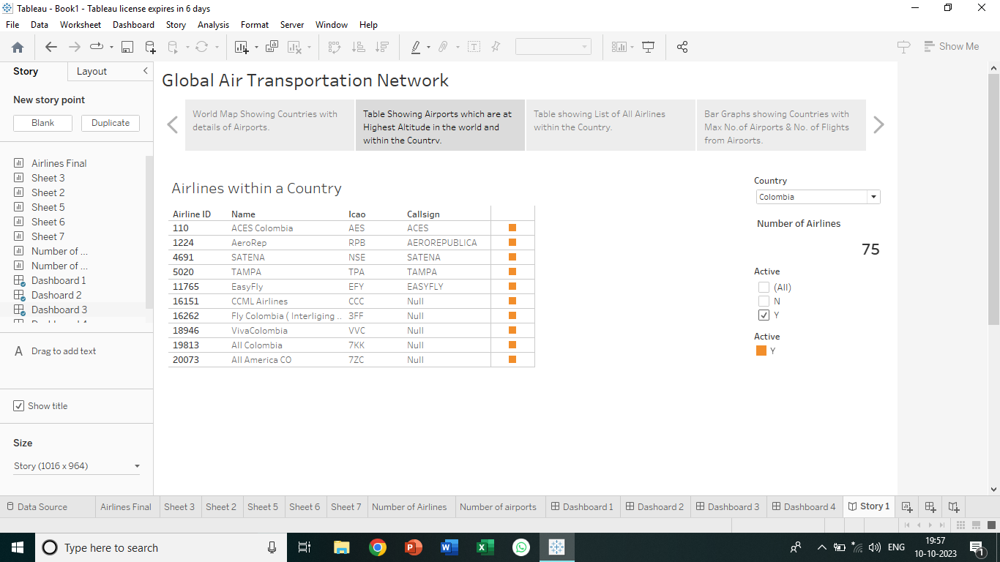 Tableau - Book1 - Tableau license expires in 6 days
File Data Worksheet Dashboard Story Analysis Format Server Window Help
Show Me
Story Layout
New story point
Blank Duplicate
Airlines Final
Sheet 3
Sheet 2
Sheet 5
Sheet 6
Sheet 7
Number of ...
Number of ...
Dashboard 1
Dashoard 2
Dashboard 3
A Drag to add text
Show title
Size
Story (1016 x 964)
Global Air Transportation Network
World Map Showing Countries with
details of Airports.
Table Showing Airports which are at
Highest Altitude in the world and
within the Country.
Table showing List of All Airlines
within the Country.
Bar Graphs showing Countries with
Max No.of Airports & No. of Flights
from Airports.
Airlines within a Country
Airline ID Name Icao Callsign
110 ACES Colombia AES ACES
1224 AeroRep RPB AEROREPUBLICA
4691 SATENA NSE SATENA
5020 TAMPA TPA TAMPA
11765 EasyFly EFY EASYFLY
16151 CCML Airlines CCC Null
16262 Fly Colombia ( Interliging .. 3FF Null
18946 VivaColombia VVC Null
19813 All Colombia 7KK Null
20073 All America CO 7ZC Null
Country
Colombia
Number of Airlines
75
Active
(All)
N
Y
Active
Y
Data Source Airlines Final Sheet 3 Sheet 2 Sheet 5 Sheet 6 Sheet 7 Number of Airlines Number of airports Dashboard 1 Dashoard 2 Dashboard 3 Dashboard 4 Story 1
Type here to search
ENG
19:57
10-10-2023
1